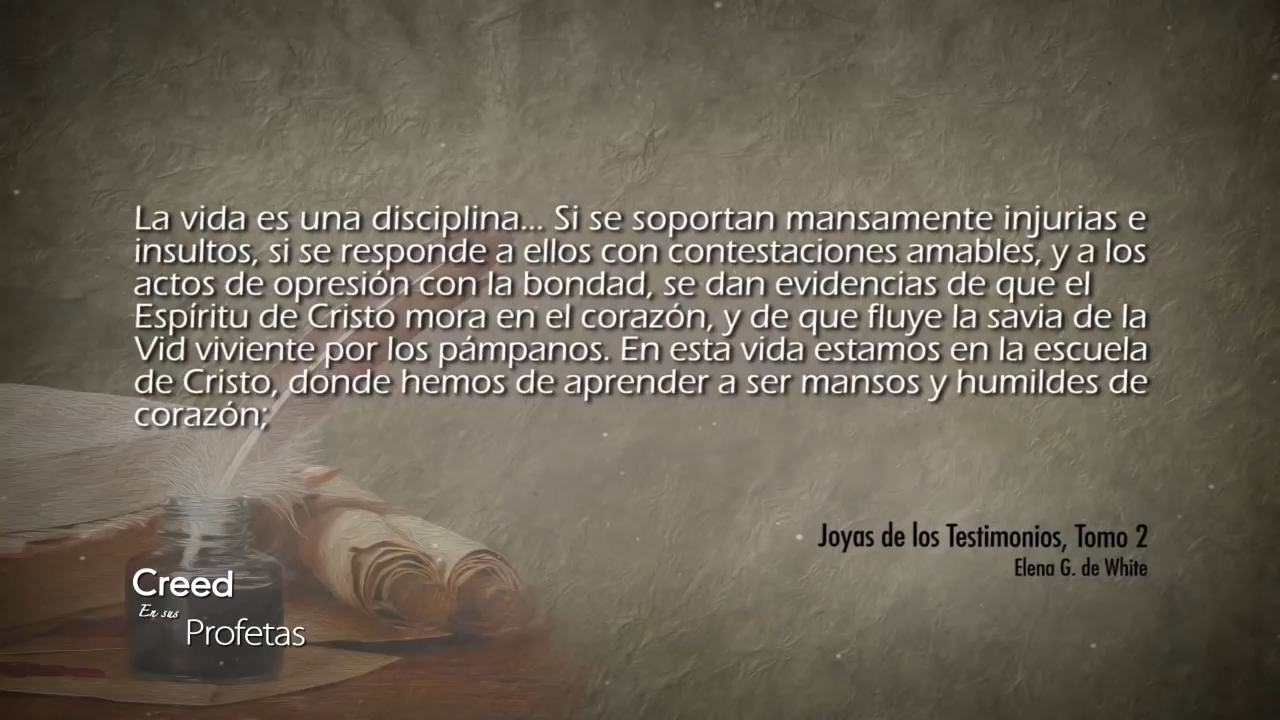 La vida es una disciplina... Si se soportan mansamente injurias e
insultos, si se responde a ellos con contestaciones amables, y a los
actos de opresión con la bondad, se dan evidencias de que el
Espíritu de Cristo mora en el corazón, y de que fluye la savia de la
Vid viviente por los pámpanos. En esta vida estamos en la escuela
de Cristo, donde hemos de aprender a ser mansos y humildes de
corazón;
Joyas de los Testimonios, Tomo 2
Elena G. de White
Creed
En sus
Profetas